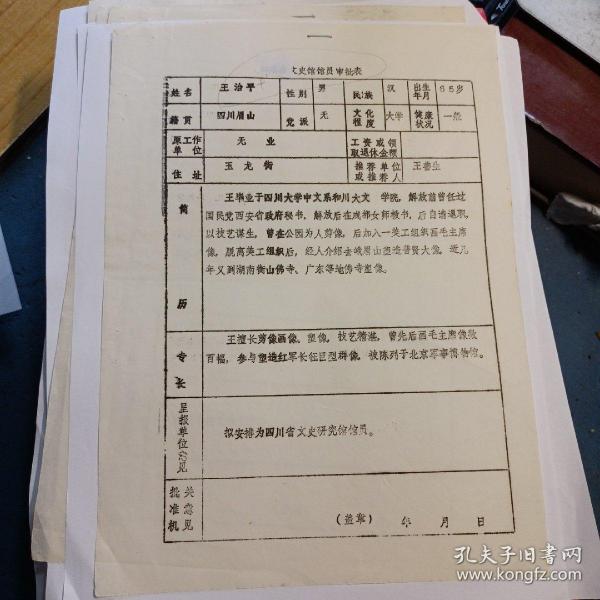 文史馆馆员审批表
姓名 王治平 性别 男 民族 汉 出生年月 65岁
籍贯 四川眉山 党派 无 文化程度 大学 健康状况 一般
原工作单位 无业 工资或领取退休金额
住址 玉龙街 推荐单位或推荐人 王善生
简历
王毕业于四川大学中文系和川大文 学院,解放前曾任过
国民党西安省政府秘书,解放后在成都女师教书,后自请退职,
以技艺谋生,曾在公园为人剪像,后加入一美工组织画毛主席
像,脱离美工组织后,经人介绍去峨眉山塑造普贤大像,近几
年又到湖南衡山佛寺、广东等地佛寺塑像。
专长
王擅长剪像画像、塑像,技艺精湛,曾先后画毛主席像数
百幅,参与塑造红军长征巨型群像,被陈列于北京军事博物馆。
呈报单位意见
拟安排为四川省文史研究馆馆员。
批准机关意见
(盖章) 年 月 日
孔夫子旧书网
www.kongfz.com